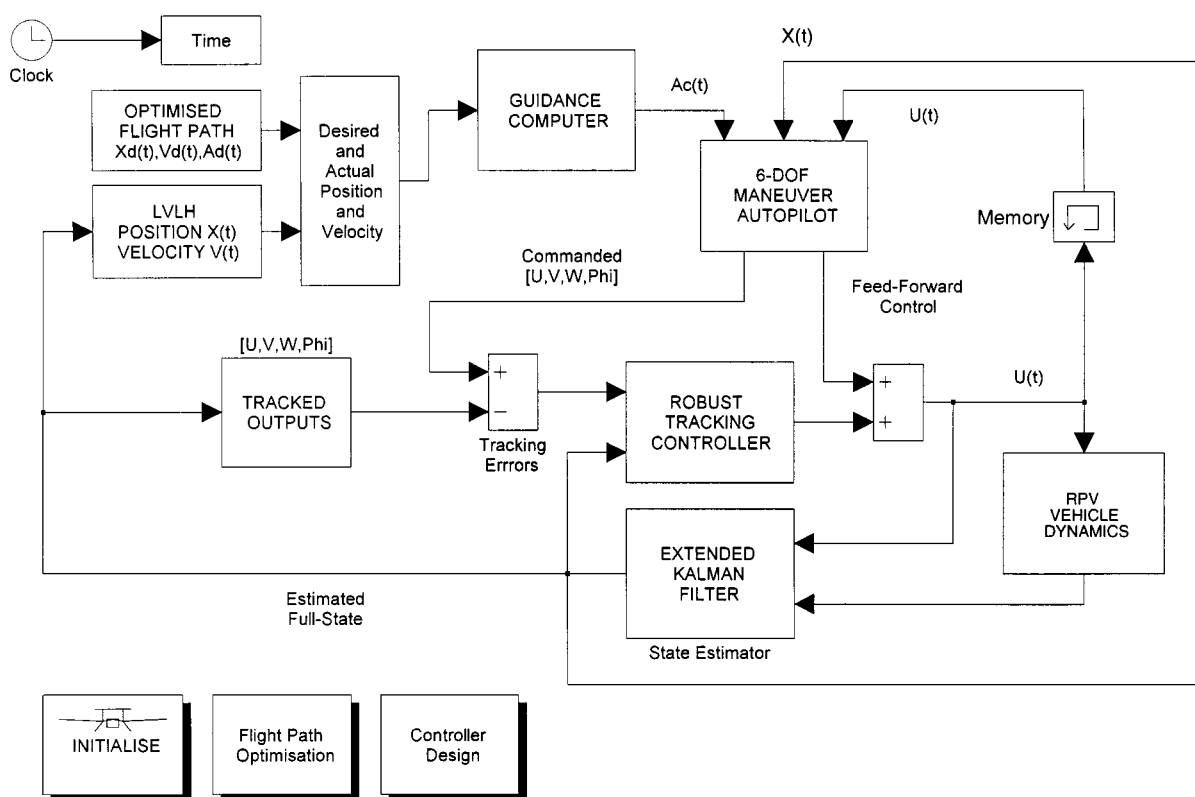 Clock
Time
X(t)
Ac(t)
U(t)
OPTIMISED
FLIGHT PATH
Xd(t),Vd(t),Ad(t)
Desired
and
Actual
Position
and
Velocity
GUIDANCE
COMPUTER
6-DOF
MANEUVER
AUTOPILOT
Memory
LVLH
POSITION X(t)
VELOCITY V(t)
Commanded
[U,V,W,Phi]
Feed-Forward
Control
[U,V,W,Phi]
TRACKED
OUTPUTS
+
−
Tracking
Errrors
ROBUST
TRACKING
CONTROLLER
+
+
U(t)
RPV
VEHICLE
DYNAMICS
EXTENDED
KALMAN
FILTER
State Estimator
Estimated
Full-State
INITIALISE
Flight Path
Optimisation
Controller
Design